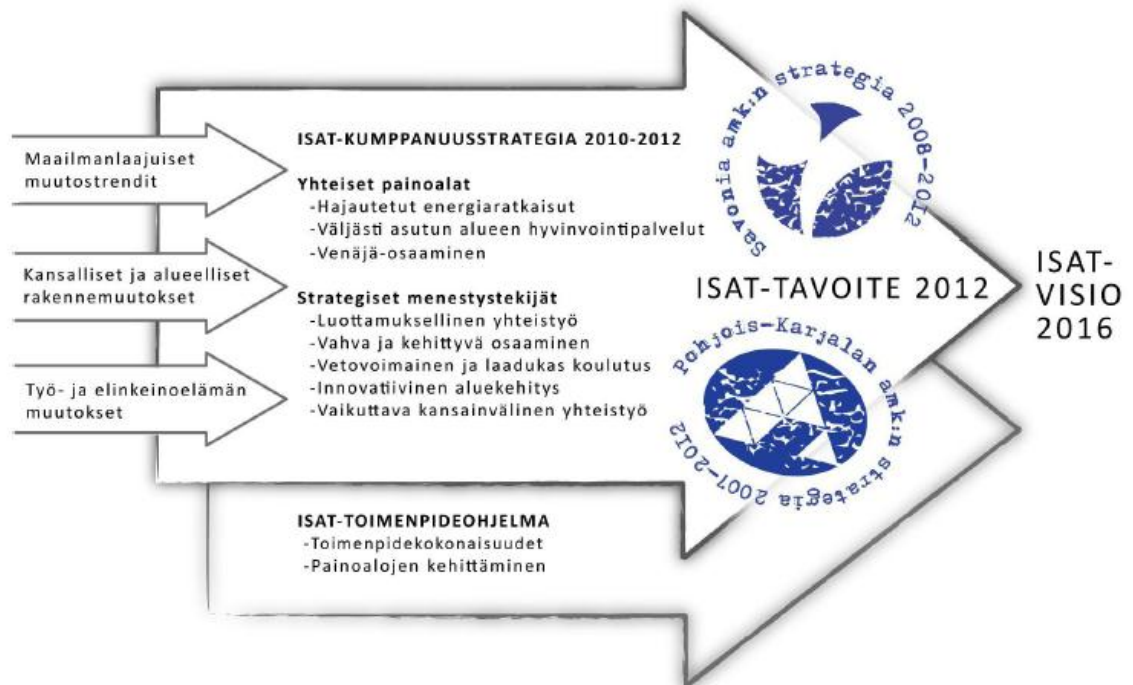 Maailmanlaajuiset
muutostrendit
Kansalliset ja alueelliset
rakennemuutokset
Työ- ja elinkeinoelämän
muutokset
ISAT-KUMPPANUUSSTRATEGIA 2010-2012
Yhteiset painoalat
-Hajautetut energiaratkaisut
-Väljästi asutun alueen hyvinvointipalvelut
-Venäjä-osaaminen
Strategiset menestystekijät
-Luottamuksellinen yhteistyö
-Vahva ja kehittyvä osaaminen
-Vetovoimainen ja laadukas koulutus
-Innovatiivinen aluekehitys
-Vaikuttava kansainvälinen yhteistyö
ISAT-TOIMENPIDEOHJELMA
-Toimenpidekokonaisuudet
-Painoalojen kehittäminen
Savonia amk:n strategia 2008-2012
ISAT-TAVOITE 2012
Pohjois-Karjalan amk:n strategia 2007-2012
ISAT-
VISIO
2016